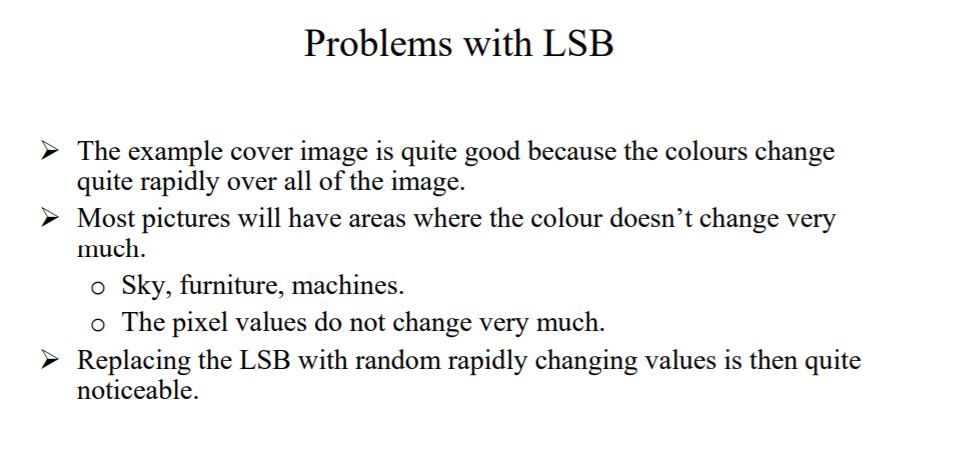 Problems with LSB
➢ The example cover image is quite good because the colours change
quite rapidly over all of the image.
➢ Most pictures will have areas where the colour doesn’t change very
much.
o Sky, furniture, machines.
o The pixel values do not change very much.
➢ Replacing the LSB with random rapidly changing values is then quite
noticeable.